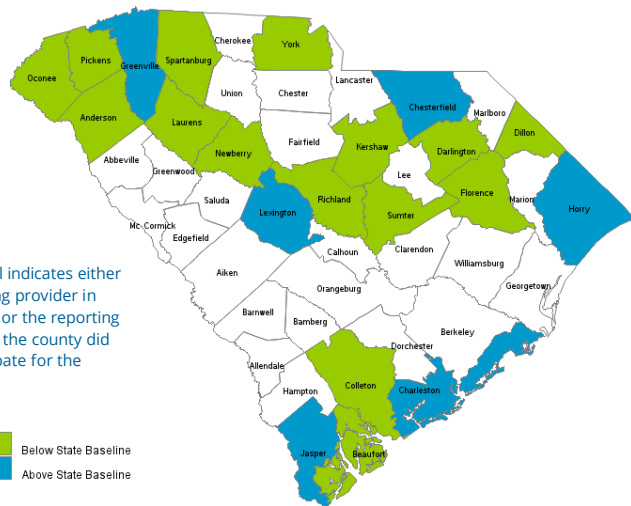 Cherokee
York
Spartanburg
Greenville
Pickens
Oconee
Lancaster
Union
Chester
Chesterfield
Marlboro
Anderson
Laurens
Dillon
Fairfield
Kershaw
Darlington
Abbeville
Newberry
Greenwood
Lee
Florence
Marion
Saluda
Richland
Horry
Lexington
Sumter
Mc Cormick
Edgefield
Calhoun
Clarendon
Williamsburg
Aiken
Georgetown
Orangeburg
Barnwell
Bamberg
Berkeley
Dorchester
Allendale
Colleton
Charleston
Hampton
Jasper
Beaufort
l indicates either
g provider in
or the reporting
the county did
pate for the
Below State Baseline
Above State Baseline